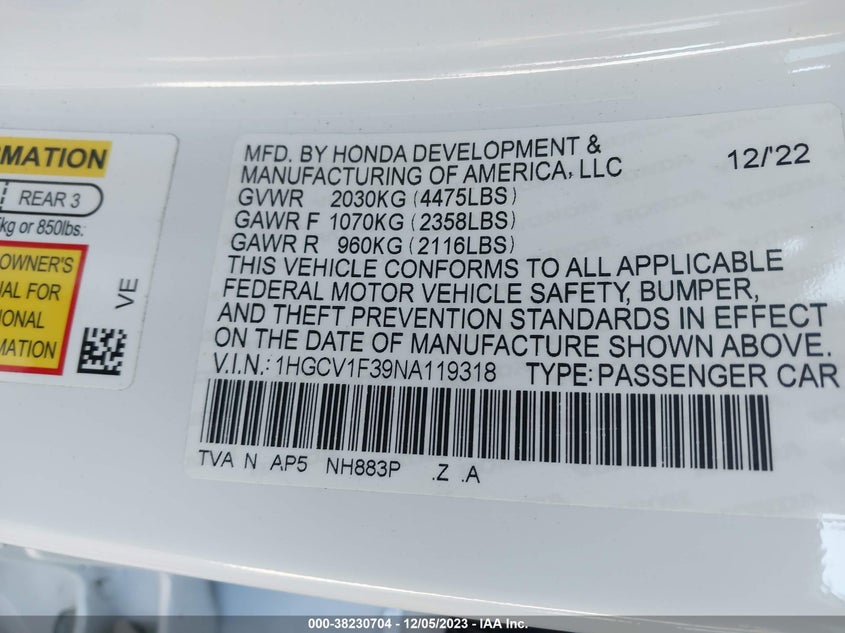 RMATION
REAR 3
kg or 850lbs.
OWNER'S
AL FOR
IONAL
MATION
VE
MFD. BY HONDA DEVELOPMENT & 12/'22
MANUFACTURING OF AMERICA, LLC
GVWR 2030KG (4475LBS)
GAWR F 1070KG (2358LBS)
GAWR R 960KG (2116LBS)
THIS VEHICLE CONFORMS TO ALL APPLICABLE
FEDERAL MOTOR VEHICLE SAFETY, BUMPER,
AND THEFT PREVENTION STANDARDS IN EFFECT
ON THE DATE OF MANUFACTURE SHOWN ABOVE.
V.I.N.: 1HGCV1F39NA119318 TYPE: PASSENGER CAR
TVA N AP5 NH883P .Z .A
000-38230704 - 12/05/2023 - IAA Inc.